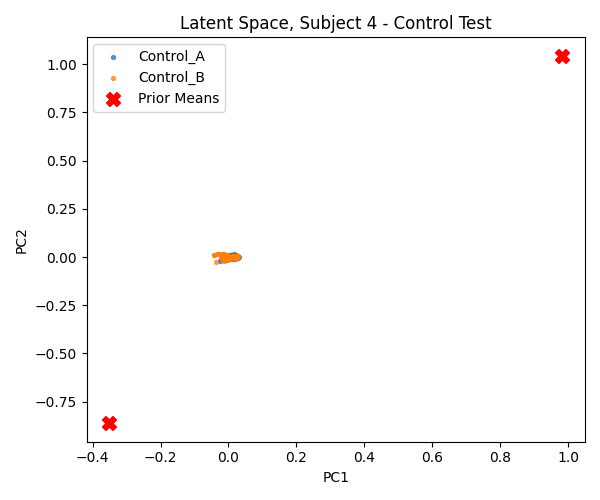 Latent Space, Subject 4 - Control Test
Control_A
Control_B
Prior Means
1.00
0.75
0.50
0.25
0.00
−0.25
−0.50
−0.75
PC2
−0.4
−0.2
0.0
0.2
0.4
0.6
0.8
1.0
PC1